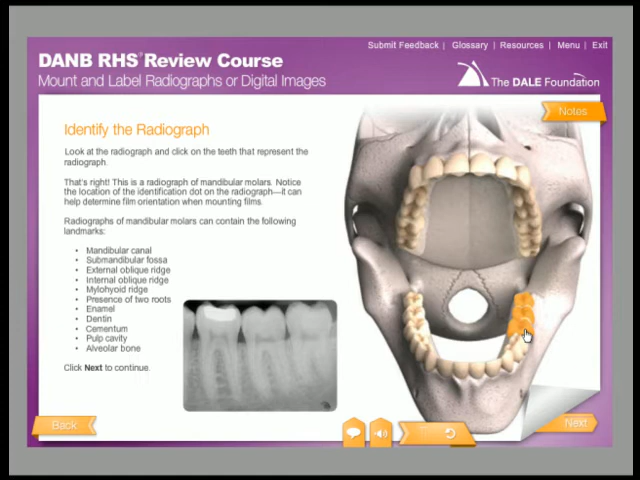 Submit Feedback | Glossary | Resources | Menu | Exit
DANB RHS® Review Course
Mount and Label Radiographs or Digital Images
The DALE Foundation
Notes
Identify the Radiograph
Look at the radiograph and click on the teeth that represent the
radiograph.
That's right! This is a radiograph of mandibular molars. Notice
the location of the identification dot on the radiograph—it can
help determine film orientation when mounting films.
Radiographs of mandibular molars can contain the following
landmarks:
• Mandibular canal
• Submandibular fossa
• External oblique ridge
• Internal oblique ridge
• Mylohyoid ridge
• Presence of two roots
• Enamel
• Dentin
• Cementum
• Pulp cavity
• Alveolar bone
Click Next to continue.
Back
Next